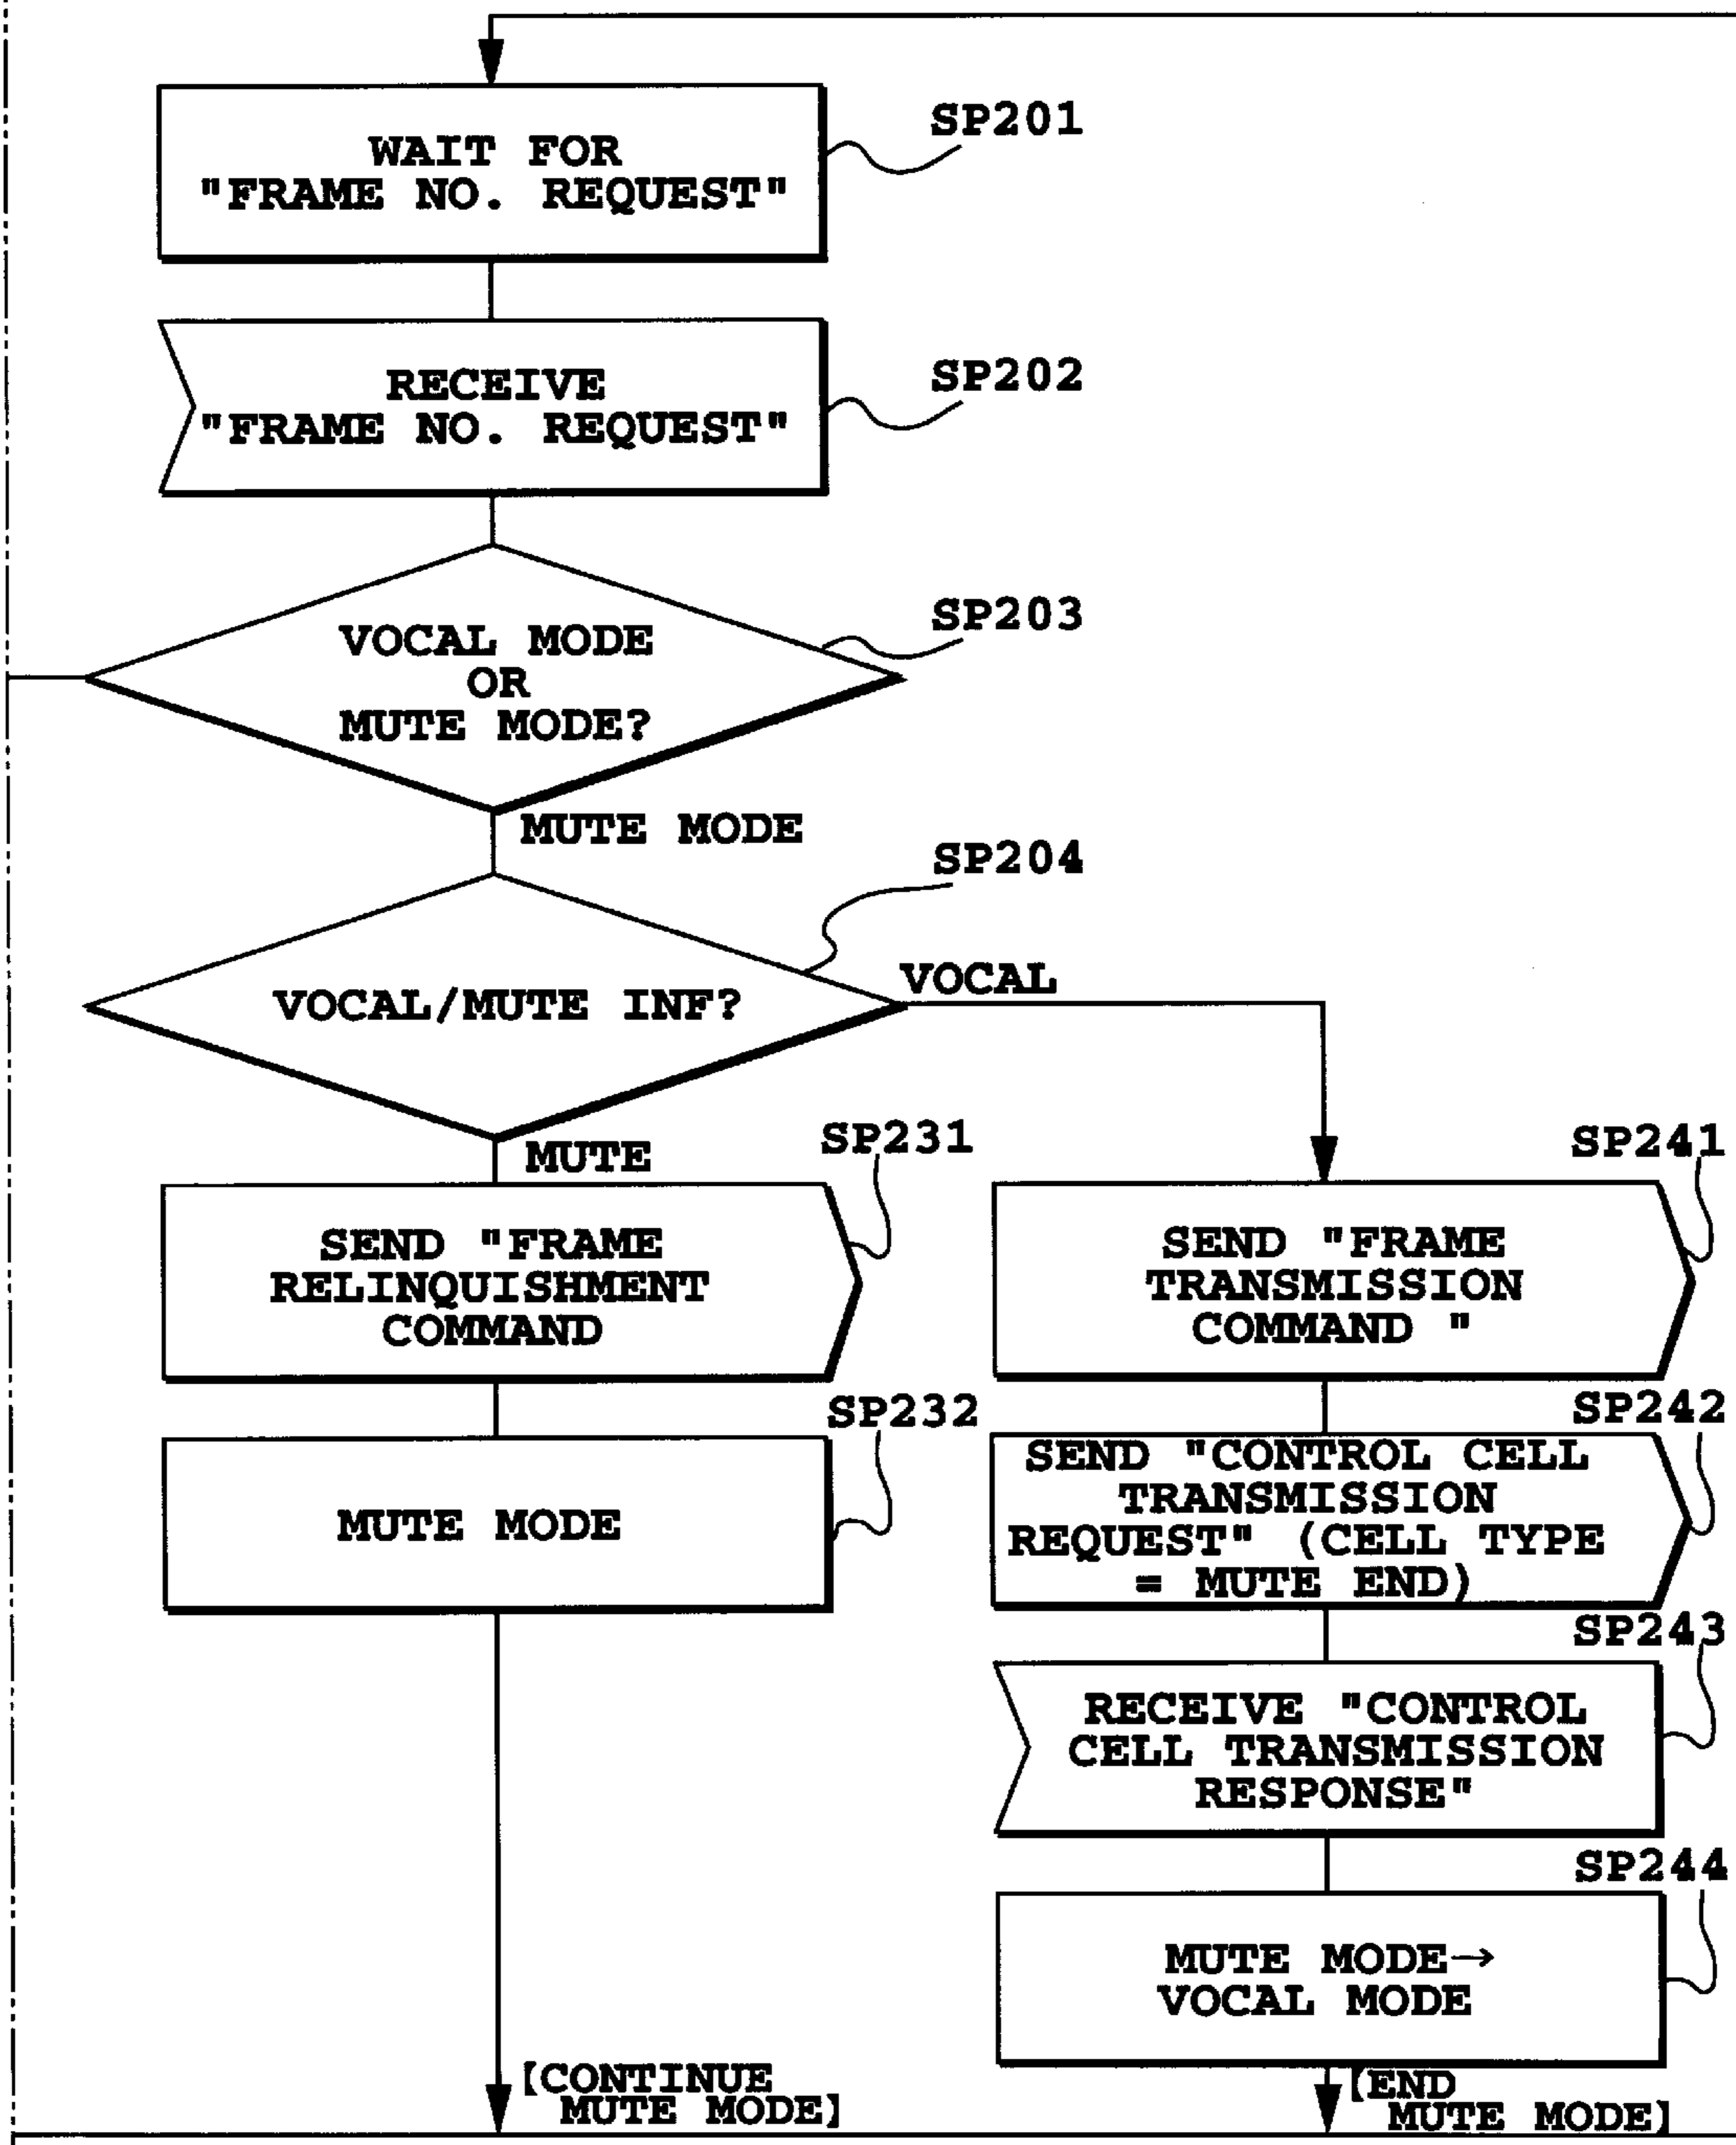 SP201
WAIT FOR
"FRAME NO. REQUEST"
SP202
RECEIVE
"FRAME NO. REQUEST"
SP203
VOCAL MODE
OR
MUTE MODE?
MUTE MODE
SP204
VOCAL/MUTE INF?
VOCAL
MUTE
SP231
SEND "FRAME
RELINQUISHMENT
COMMAND
SP232
MUTE MODE
[CONTINUE
MUTE MODE]
SP241
SEND "FRAME
TRANSMISSION
COMMAND "
SP242
SEND "CONTROL CELL
TRANSMISSION
REQUEST" (CELL TYPE
= MUTE END)
SP243
RECEIVE "CONTROL
CELL TRANSMISSION
RESPONSE"
SP244
MUTE MODE→
VOCAL MODE
[END
MUTE MODE]